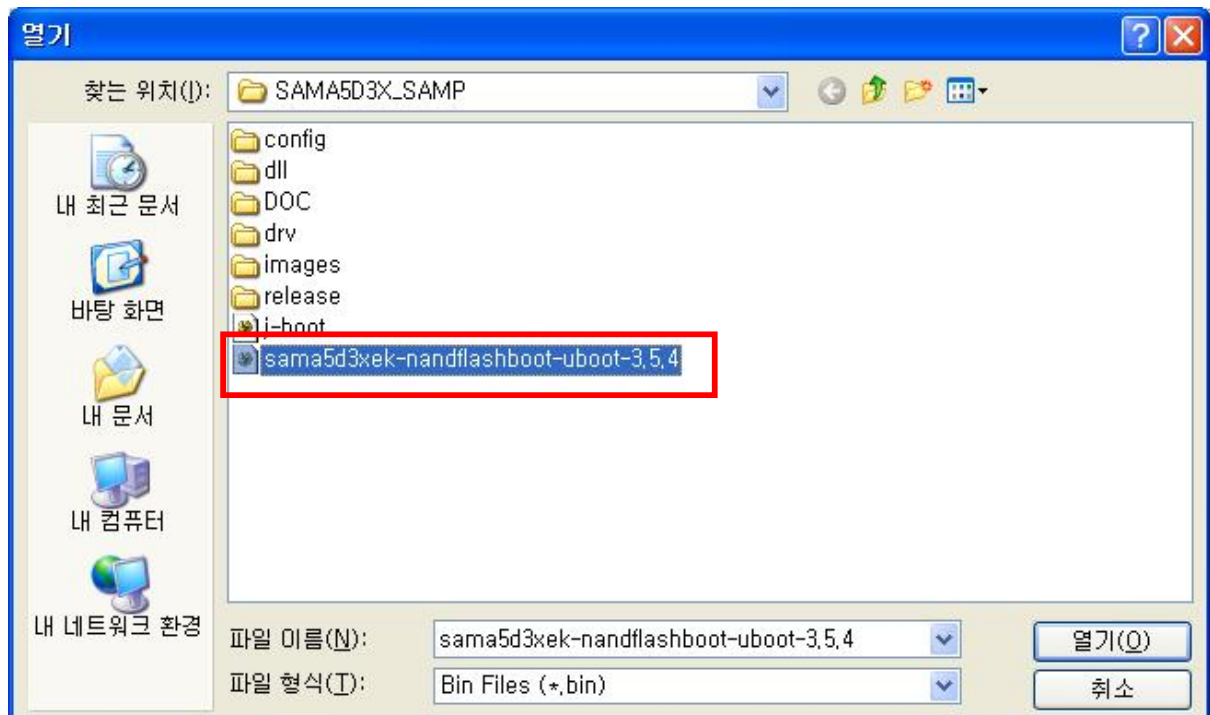 열기
찾는 위치(I):
SAMA5D3X_SAMP
config
dll
DOC
drv
images
release
j-boot
sama5d3xek-nandflashboot-uboot-3,5,4
내 최근 문서
바탕 화면
내 문서
내 컴퓨터
내 네트워크 환경
파일 이름(N):
sama5d3xek-nandflashboot-uboot-3,5,4
열기(O)
파일 형식(T):
Bin Files (*,bin)
취소